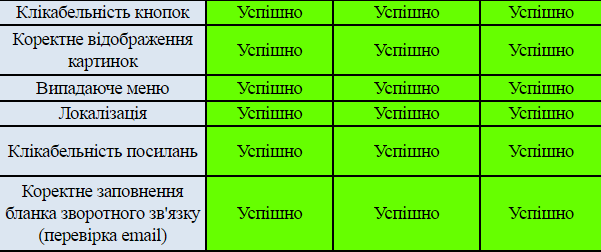 Клікабельність кнопок Успішно Успішно Успішно
Коректне відображення
картинок Успішно Успішно Успішно
Випадаюче меню Успішно Успішно Успішно
Локалізація Успішно Успішно Успішно
Клікабельність посилань Успішно Успішно Успішно
Коректне заповнення
бланка зворотного зв'язку Успішно Успішно Успішно
(перевірка email)